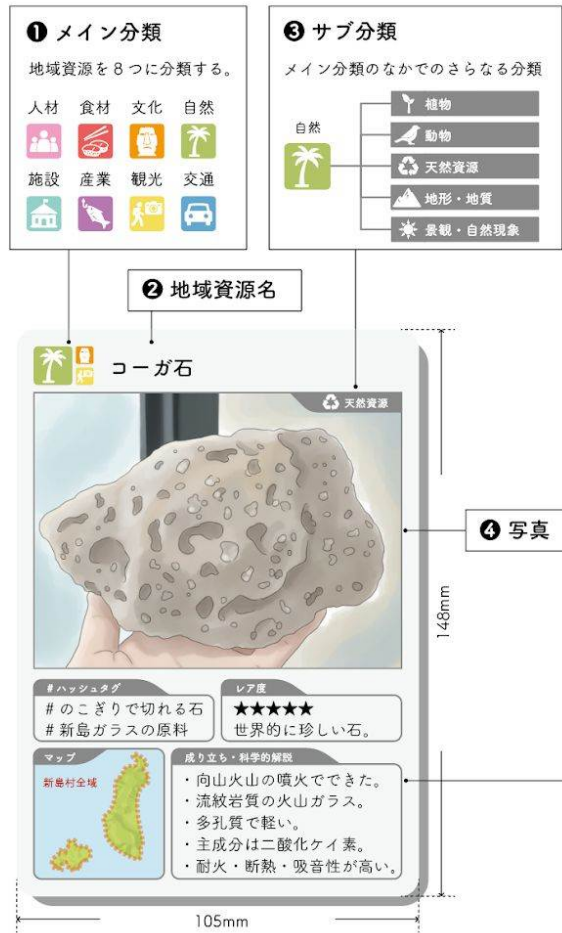 ❶ メイン分類
地域資源を8つに分類する。
人材 食材 文化 自然
施設 産業 観光 交通
❸ サブ分類
メイン分類のなかでのさらなる分類
自然
植物
動物
天然資源
地形・地質
景観・自然現象
❷ 地域資源名
コーガ石
天然資源
❹ 写真
148mm
#ハッシュタグ
# のこぎりで切れる石
# 新島ガラスの原料
レア度
★★★★★
世界的に珍しい石。
マップ
新島村全域
成り立ち・科学的解説
・向山火山の噴火でできた。
・流紋岩質の火山ガラス。
・多孔質で軽い。
・主成分は二酸化ケイ素。
・耐火・断熱・吸音性が高い。
105mm